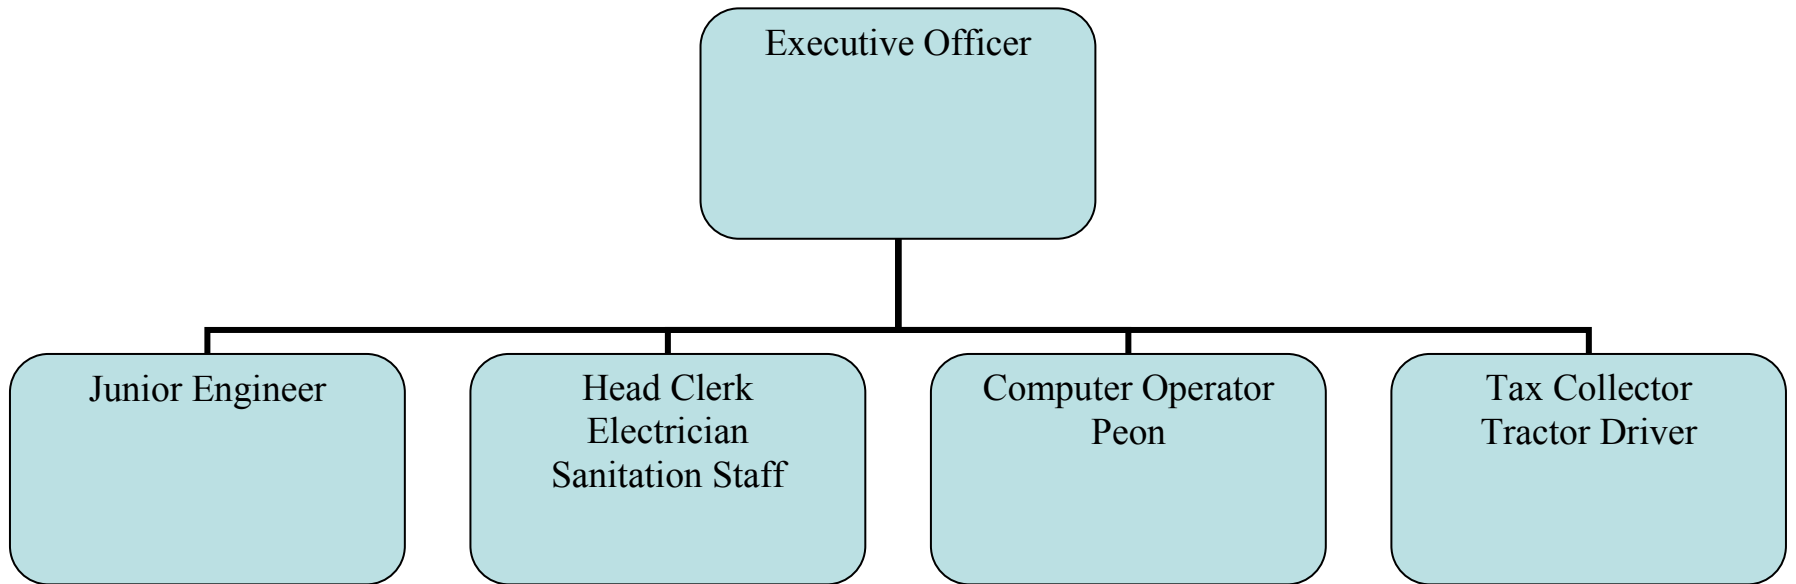 Executive Officer
Junior Engineer
Head Clerk
Electrician
Sanitation Staff
Computer Operator
Peon
Tax Collector
Tractor Driver